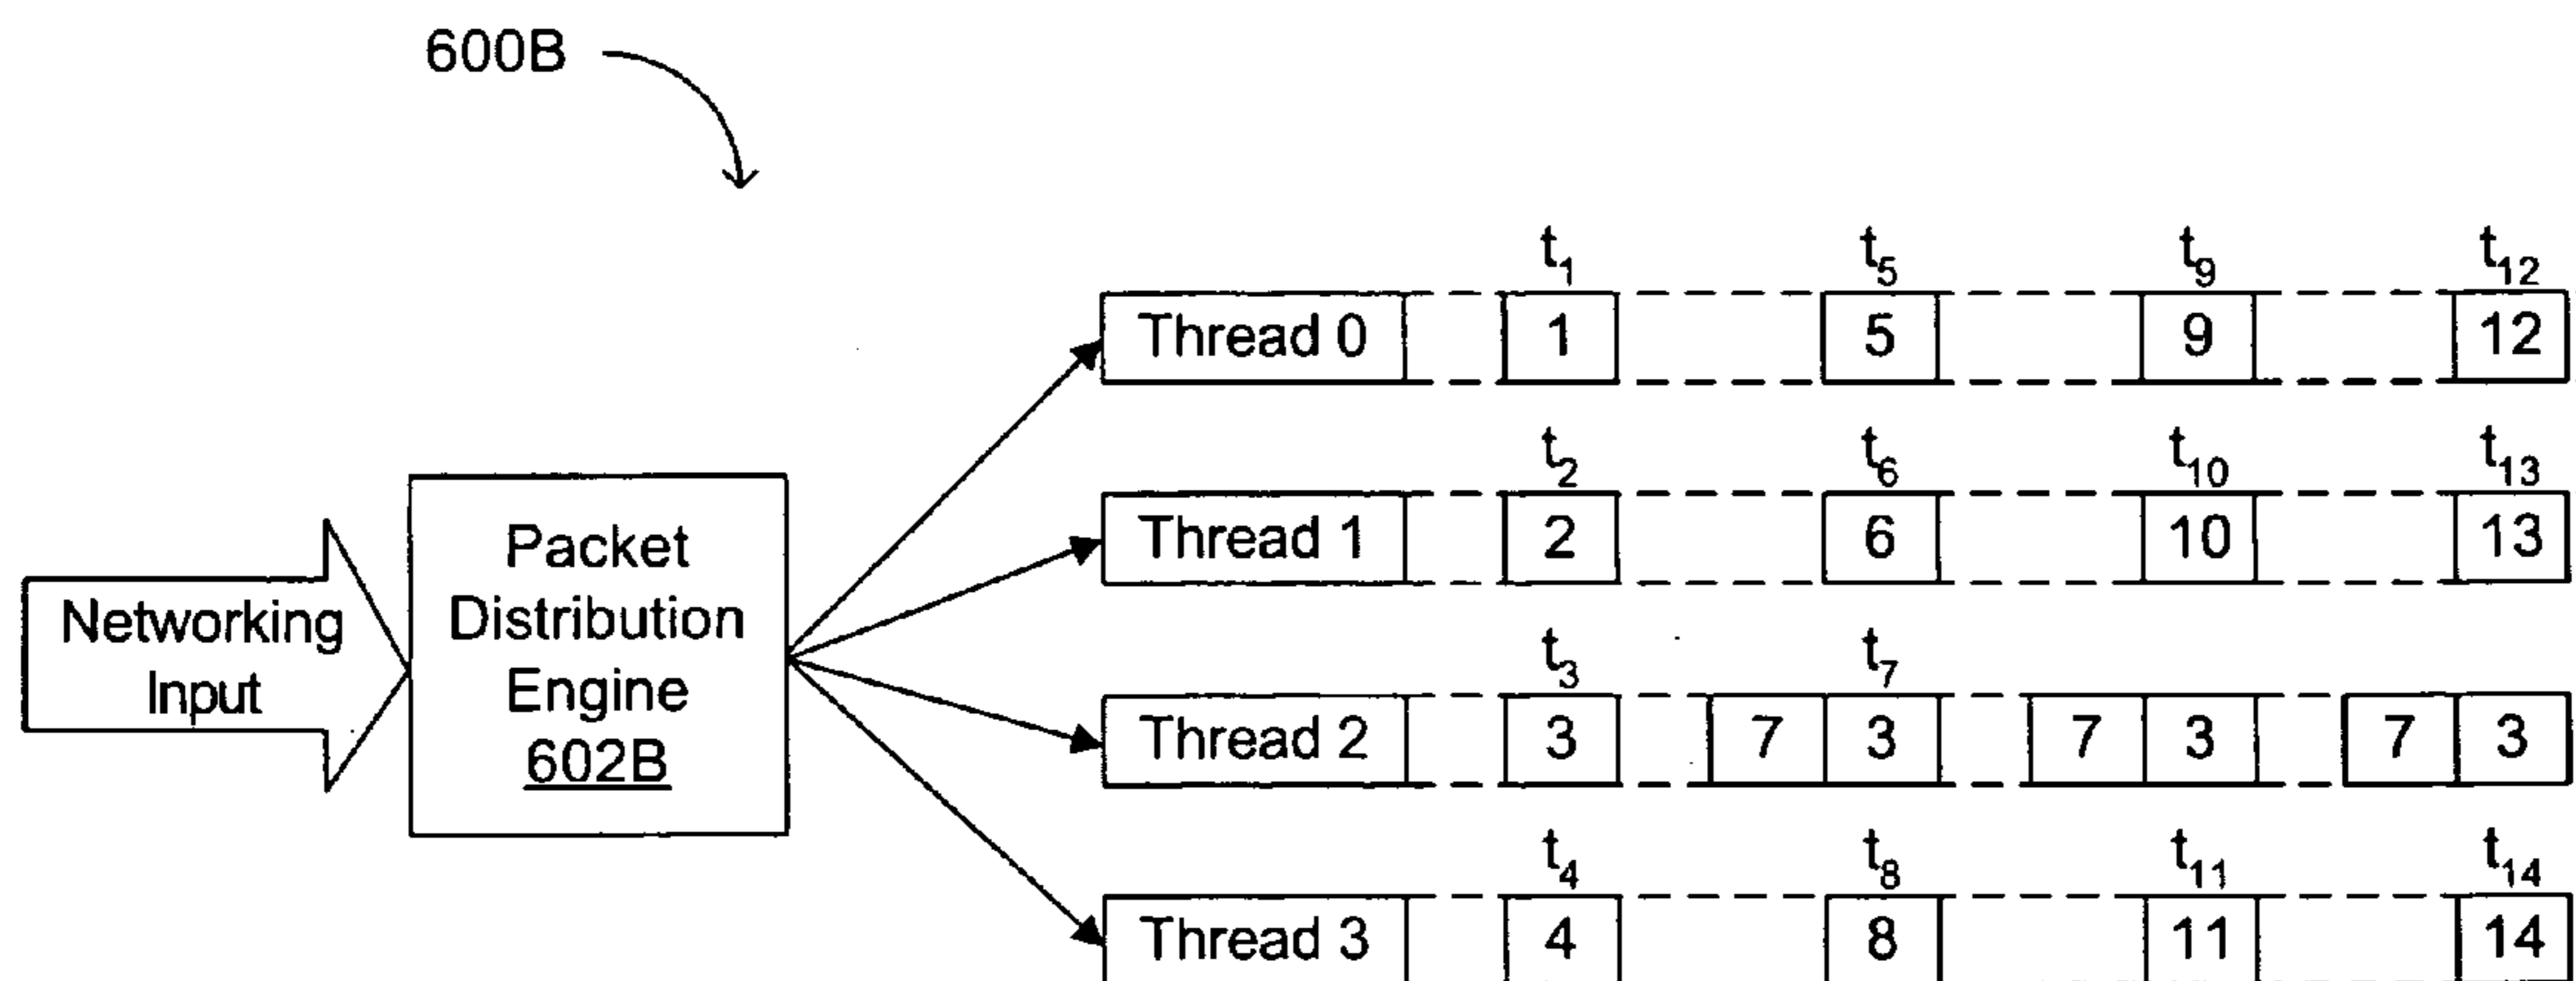 600B
t1 t5 t9 t12
Thread 0 1 5 9 12
t2 t6 t10 t13
Thread 1 2 6 10 13
Packet
Distribution
Engine
602B
Networking
Input
t3 t7
Thread 2 3 7 3 7 3 7 3
t4 t8 t11 t14
Thread 3 4 8 11 14